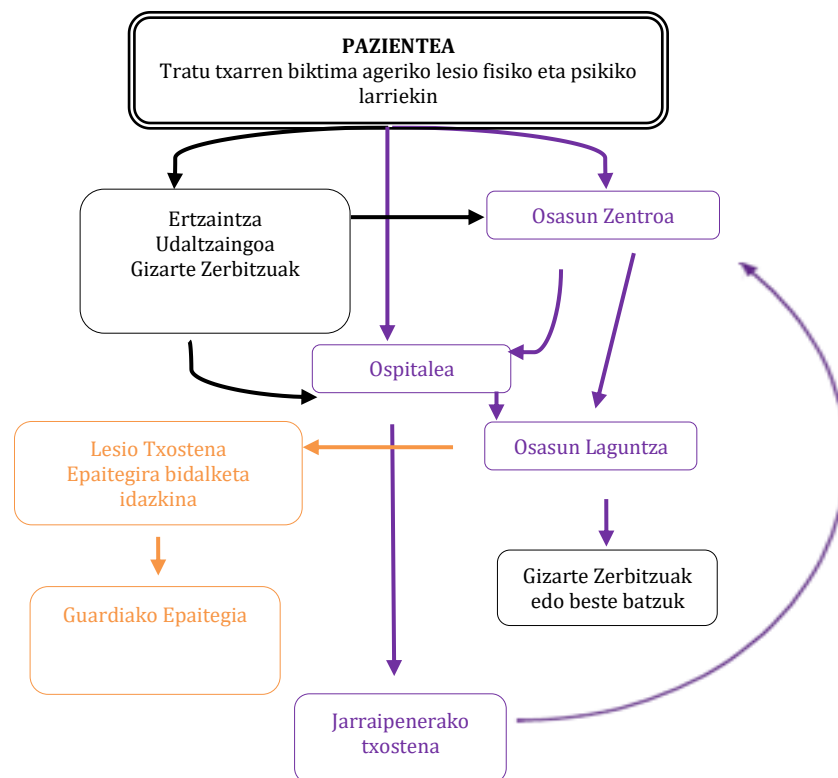 PAZIENTEA
Tratu txarren biktima ageriko lesio fisiko eta psikiko
larriekin
Ertzaintza
Udaltzaingoa
Gizarte Zerbitzuak
Osasun Zentroa
Ospitalea
Lesio Txostena
Epaitegira bidalketa
idazkina
Osasun Laguntza
Guardiako Epaitegia
Gizarte Zerbitzuak
edo beste batzuk
Jarraipenerako
txostena